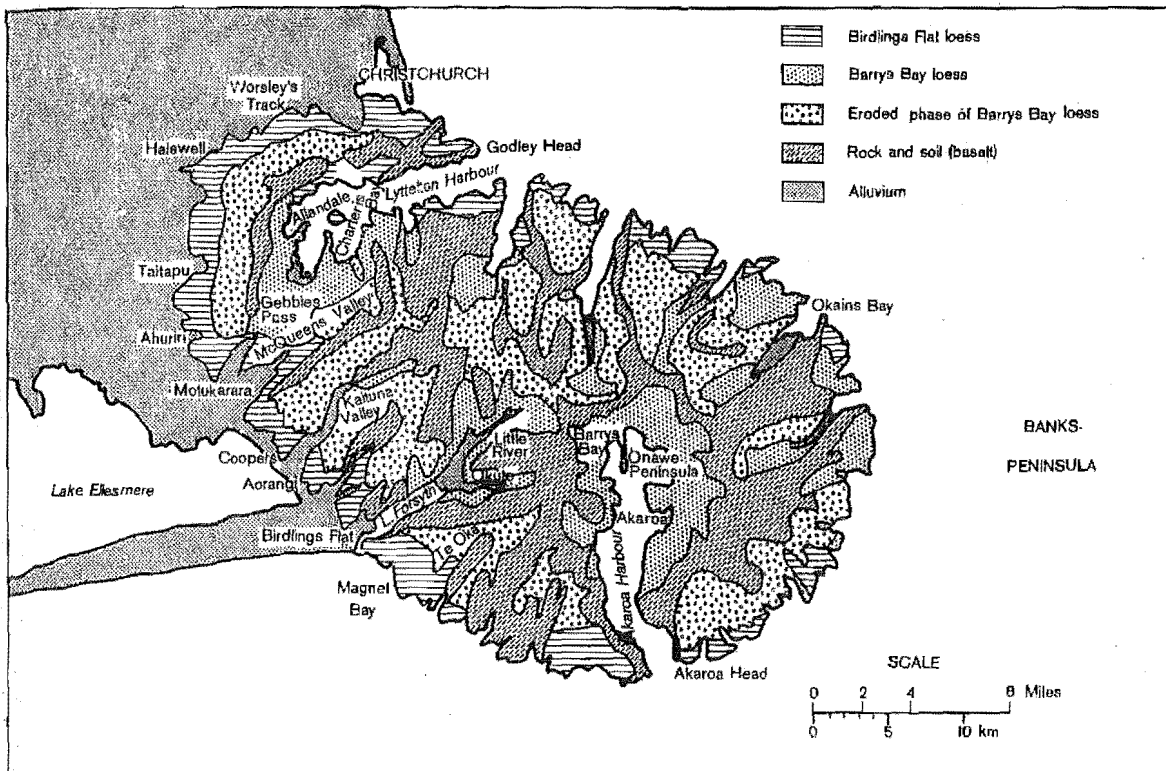 Birdlings Flat loess
Barrys Bay loess
Eroded phase of Barrys Bay loess
Rock and soil (basalt)
Alluvium
CHRISTCHURCH
Worsley's
Track
Halswell
Godley Head
Lyttelton Harbour
Allandale
Charteris Bay
Taitapu
Gebbies
Pass
McQueens Valley
Okains Bay
Ahuriri
Motukarara
Kaituna
Valley
Little
River
Barrys
Bay
Onawe
Peninsula
BANKS-
PENINSULA
Coopers
Aorangi
Lake Ellesmere
L. Forsyth
Akaroa
Birdlings Flat
Te Oka
Akaroa Harbour
Magnet
Bay
Akaroa Head
SCALE
0 2 4 8 Miles
0 5 10 km